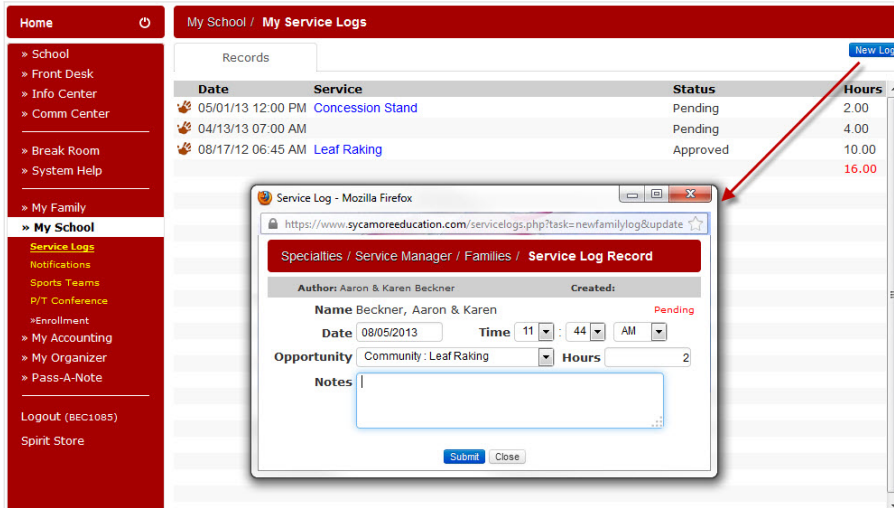 Home
My School / My Service Logs
» School
» Front Desk
» Info Center
» Comm Center
» Break Room
» System Help
» My Family
» My School
Service Logs
Notifications
Sports Teams
P/T Conference
»Enrollment
» My Accounting
» My Organizer
» Pass-A-Note
Logout (BEC1085)
Spirit Store
Records
New Log
Date Service Status Hours
05/01/13 12:00 PM Concession Stand Pending 2.00
04/13/13 07:00 AM Pending 4.00
08/17/12 06:45 AM Leaf Raking Approved 10.00
16.00
Service Log - Mozilla Firefox
https://www.sycamoreeducation.com/servicelogs.php?task=newfamilylog&update
Specialties / Service Manager / Families / Service Log Record
Author: Aaron & Karen Beckner Created:
Name Beckner, Aaron & Karen Pending
Date 08/05/2013 Time 11 : 44 AM
Opportunity Community : Leaf Raking Hours 2
Notes
Submit Close